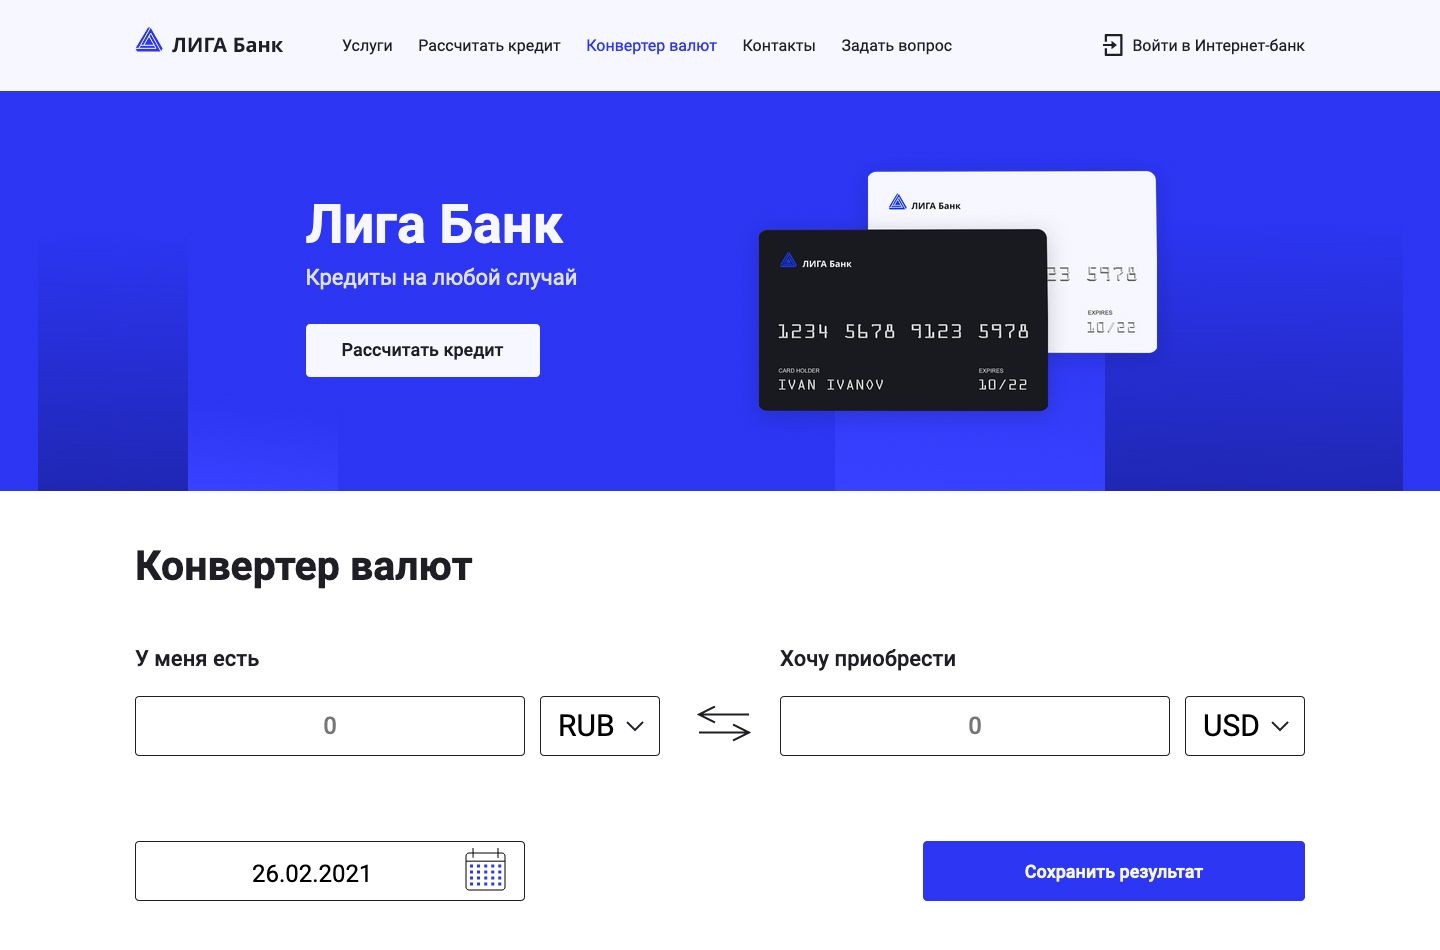 ЛИГА Банк
Услуги
Рассчитать кредит
Конвертер валют
Контакты
Задать вопрос
Войти в Интернет-банк
Лига Банк
Кредиты на любой случай
Рассчитать кредит
ЛИГА Банк
23 5978
EXPIRES
10/22
ЛИГА Банк
1234 5678 9123 5978
CARD HOLDER
IVAN IVANOV
EXPIRES
10/22
Конвертер валют
У меня есть
0
RUB
Хочу приобрести
0
USD
26.02.2021
Сохранить результат